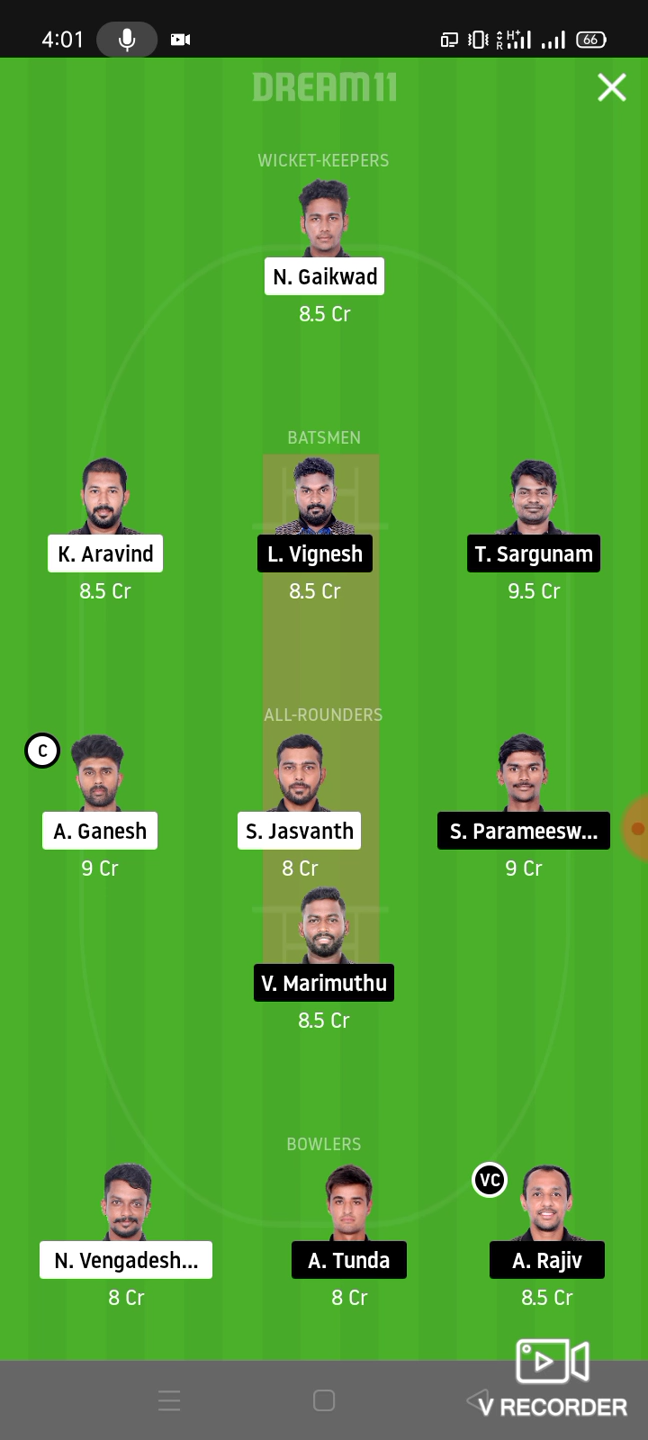 4:01
H+
R
66
DREAM11
WICKET-KEEPERS
N. Gaikwad
8.5 Cr
BATSMEN
K. Aravind
L. Vignesh
T. Sargunam
8.5 Cr
8.5 Cr
9.5 Cr
ALL-ROUNDERS
C
A. Ganesh
S. Jasvanth
S. Parameesw...
9 Cr
8 Cr
9 Cr
V. Marimuthu
8.5 Cr
BOWLERS
VC
N. Vengadesh...
A. Tunda
A. Rajiv
8 Cr
8 Cr
8.5 Cr
V RECORDER